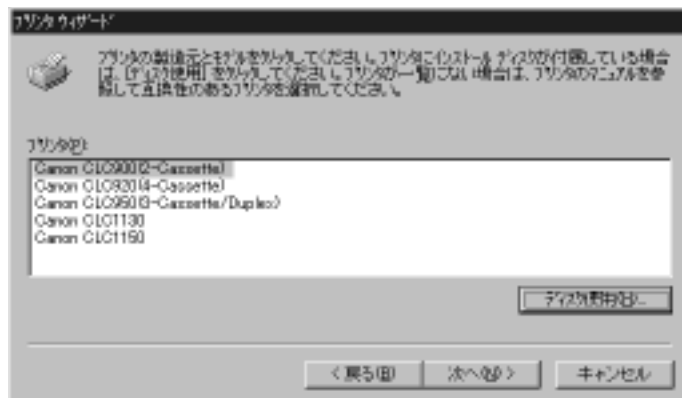 プリンタ ウィザード
プリンタの製造元とモデルをクリックしてください。プリンタにインストール ディスクが付属している場合
は、[ディスク使用] をクリックしてください。プリンタが一覧にない場合は、プリンタのマニュアルを参
照して互換性のあるプリンタを選択してください。
プリンタ(P):
Canon CLC900(2-Cassette)
Canon CLC920(4-Cassette)
Canon CLC950(3-Cassette/Duplex)
Canon CLC1130
Canon CLC1150
ディスク使用(H)...
< 戻る(B)
次へ(N) >
キャンセル